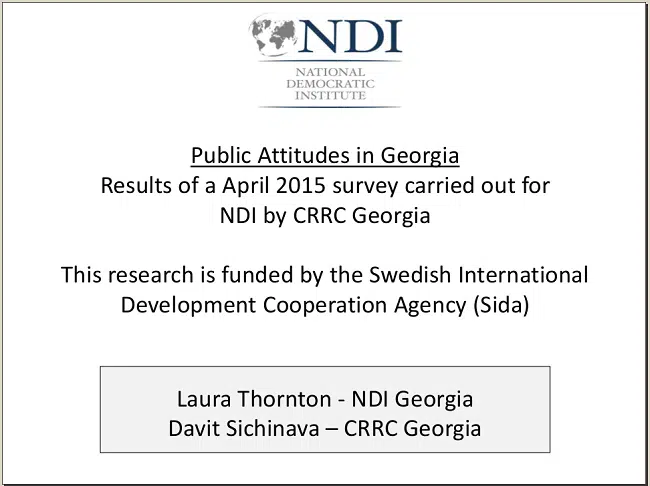 NDI
NATIONAL
DEMOCRATIC
INSTITUTE
Public Attitudes in Georgia
Results of a April 2015 survey carried out for
NDI by CRRC Georgia
This research is funded by the Swedish International
Development Cooperation Agency (Sida)
Laura Thornton - NDI Georgia
Davit Sichinava – CRRC Georgia